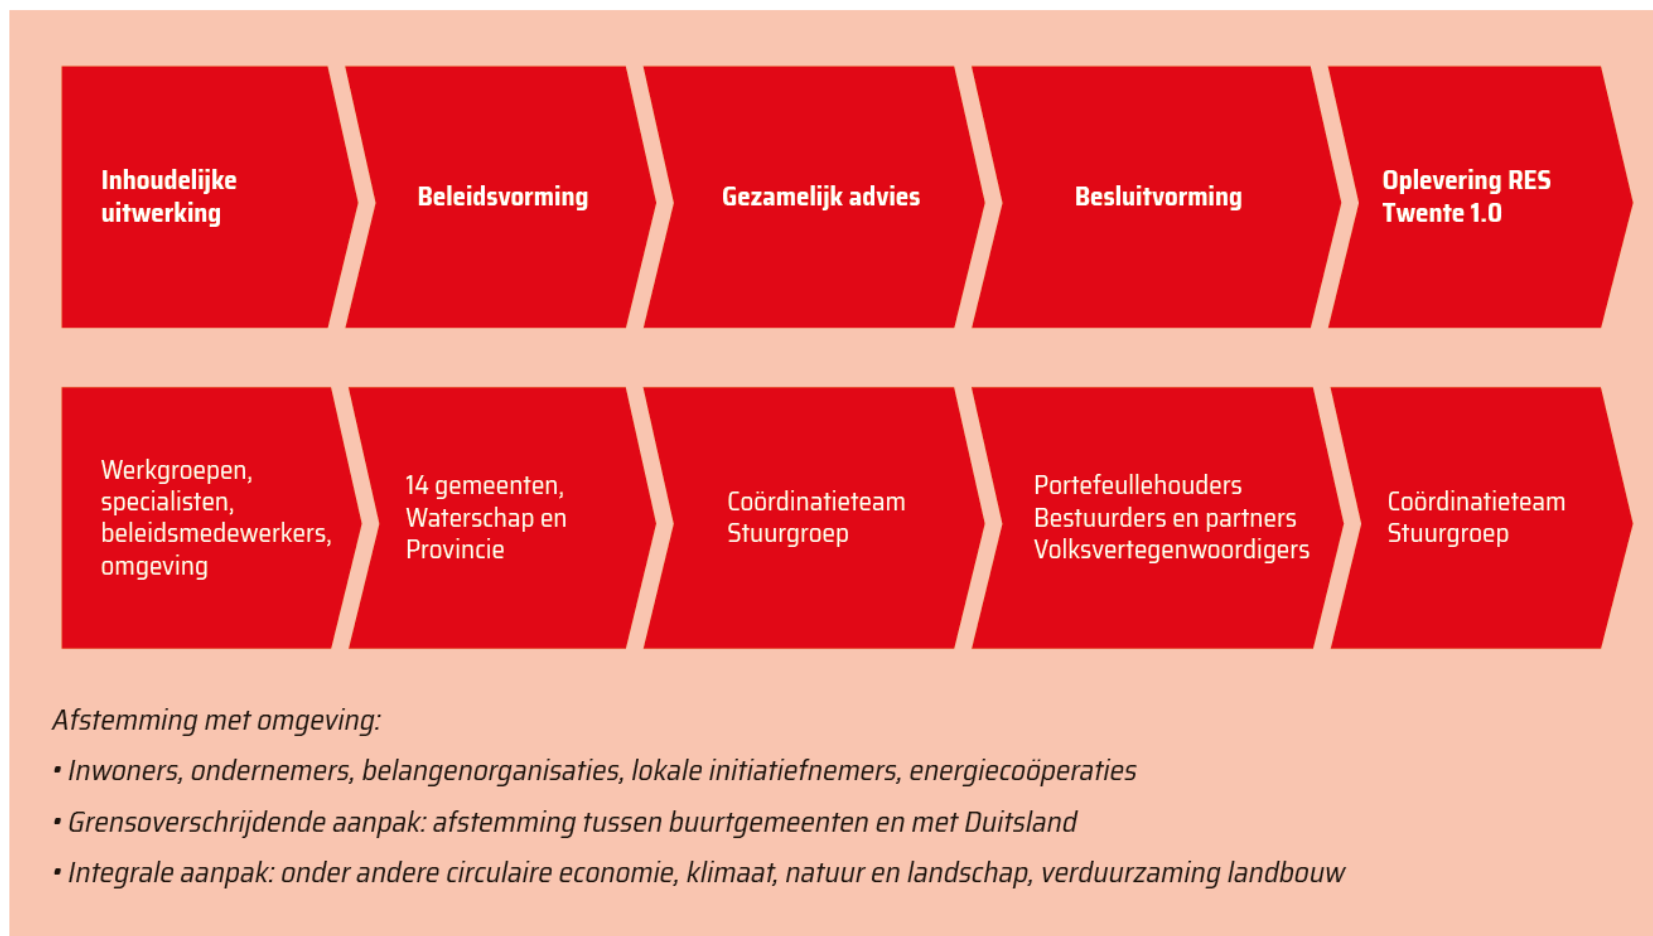 Inhoudelijke
uitwerking
Beleidsvorming
Gezamelijk advies
Besluitvorming
Oplevering RES
Twente 1.0
Werkgroepen,
specialisten,
beleidsmedewerkers,
omgeving
14 gemeenten,
Waterschap en
Provincie
Coördinatieteam
Stuurgroep
Portefeullehouders
Bestuurders en partners
Volksvertegenwoordigers
Coördinatieteam
Stuurgroep
Afstemming met omgeving:
• Inwoners, ondernemers, belangenorganisaties, lokale initiatiefnemers, energiecoöperaties
• Grensoverschrijdende aanpak: afstemming tussen buurtgemeenten en met Duitsland
• Integrale aanpak: onder andere circulaire economie, klimaat, natuur en landschap, verduurzaming landbouw